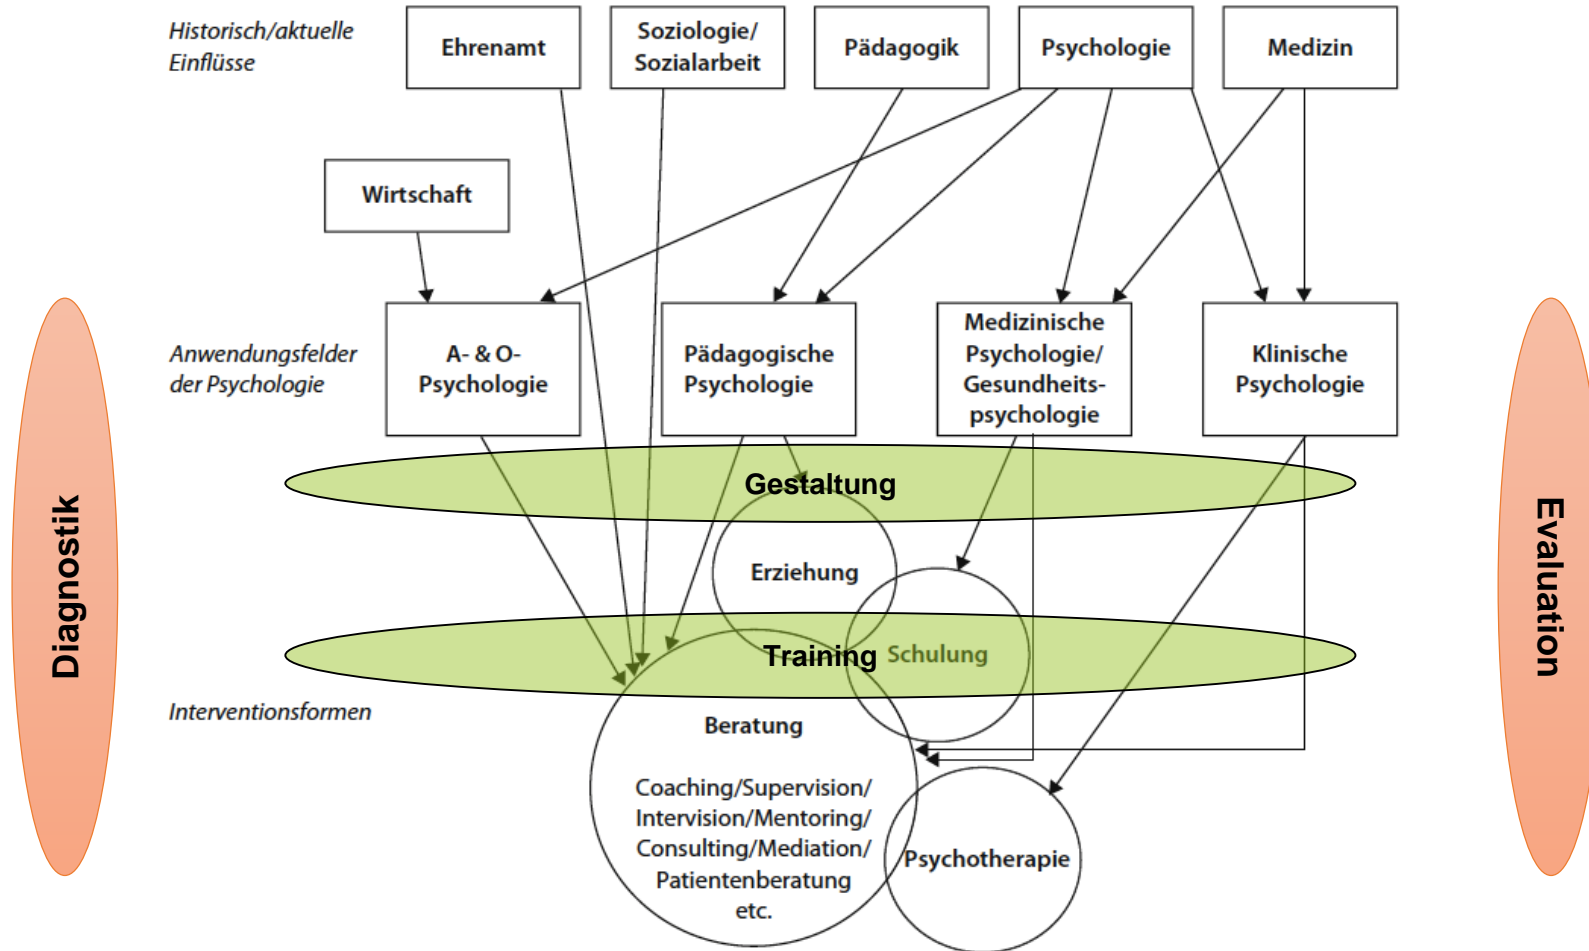 Historisch/aktuelle
Einflüsse
Ehrenamt
Soziologie/
Sozialarbeit
Pädagogik
Psychologie
Medizin
Wirtschaft
Anwendungsfelder
der Psychologie
A- & O-
Psychologie
Pädagogische
Psychologie
Medizinische
Psychologie/
Gesundheits-
psychologie
Klinische
Psychologie
Diagnostik
Gestaltung
Evaluation
Erziehung
Training
Schulung
Interventionsformen
Beratung
Coaching/Supervision/
Intervision/Mentoring/
Consulting/Mediation/
Patientenberatung
etc.
Psychotherapie